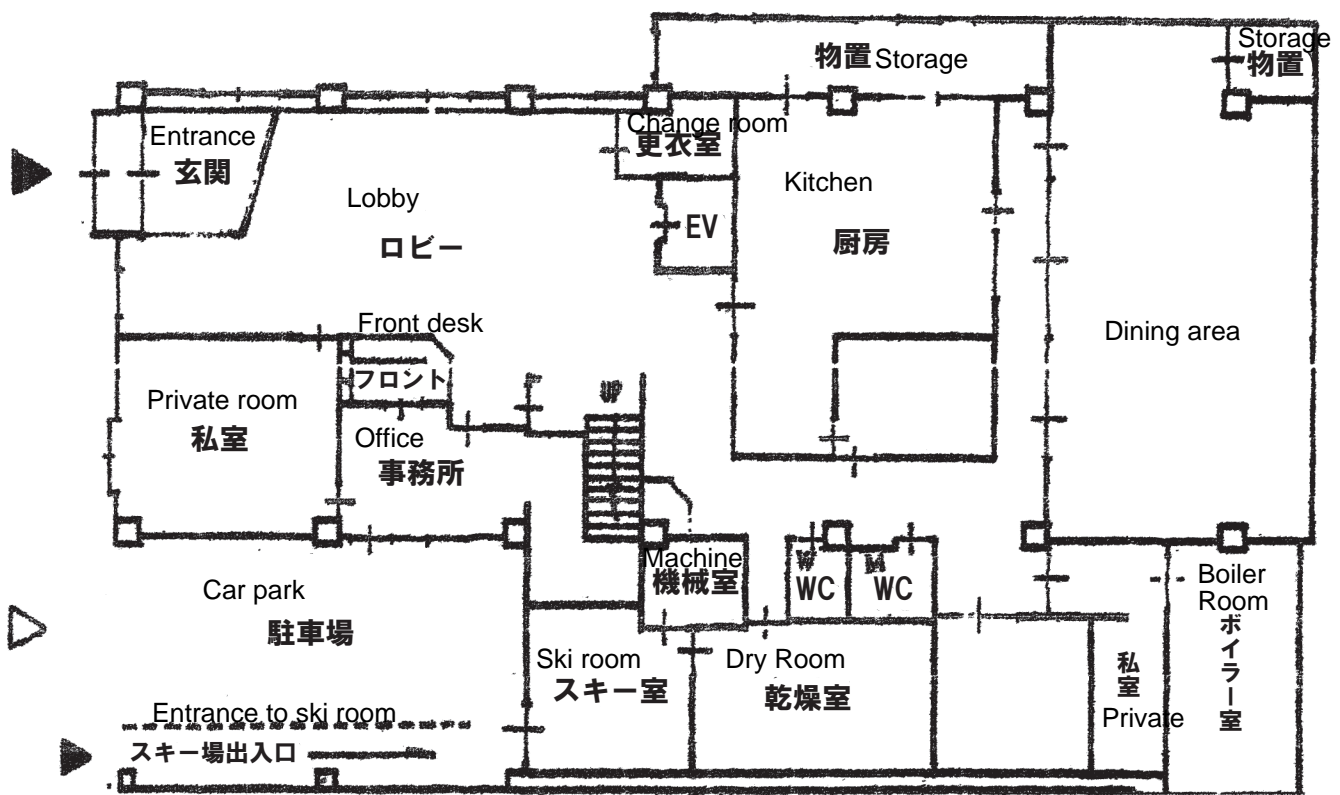 物置 Storage
Storage
物置
Entrance
玄関
Change room
更衣室
Lobby
ロビー
EV
Kitchen
厨房
Dining area
Front desk
フロント
Private room
私室
Office
事務所
UP
Car park
駐車場
Machine
機械室
W
WC
M
WC
Boiler
Room
ボイラー室
Ski room
スキー室
Dry Room
乾燥室
私室
Private
Entrance to ski room
スキー場出入口